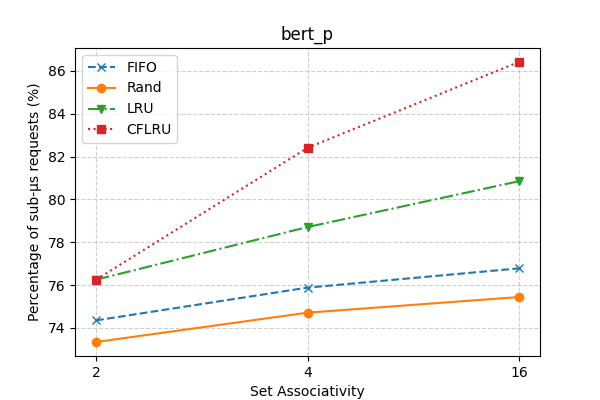 bert_p
FIFO
Rand
LRU
CFLRU
Percentage of sub-μs requests (%)
86
84
82
80
78
76
74
2
4
16
Set Associativity